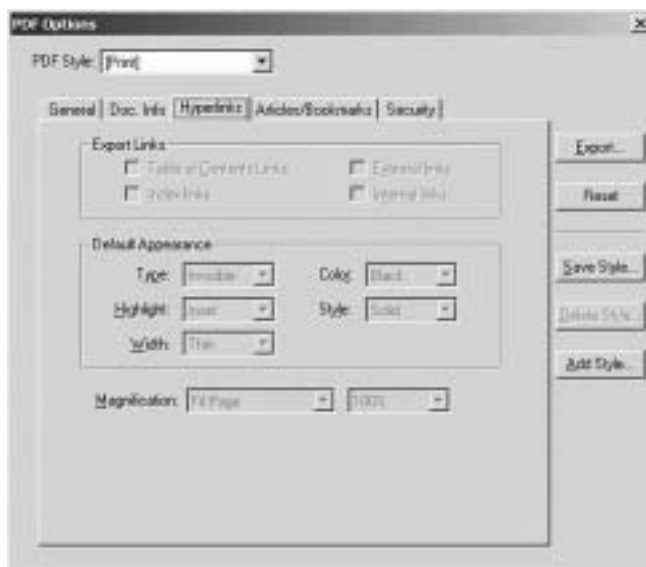 PDF Options
PDF Style: [Print]
General Doc. Info Hyperlinks Articles/Bookmarks Security
Export Links
Table of Contents Links External links
Index links Internal links
Export...
Reset
Default Appearance
Type: Invisible Color: Black
Highlight: Inset Style: Solid
Width: Thin
Save Style...
Delete Style...
Add Style...
Magnification: Fit Page 100%